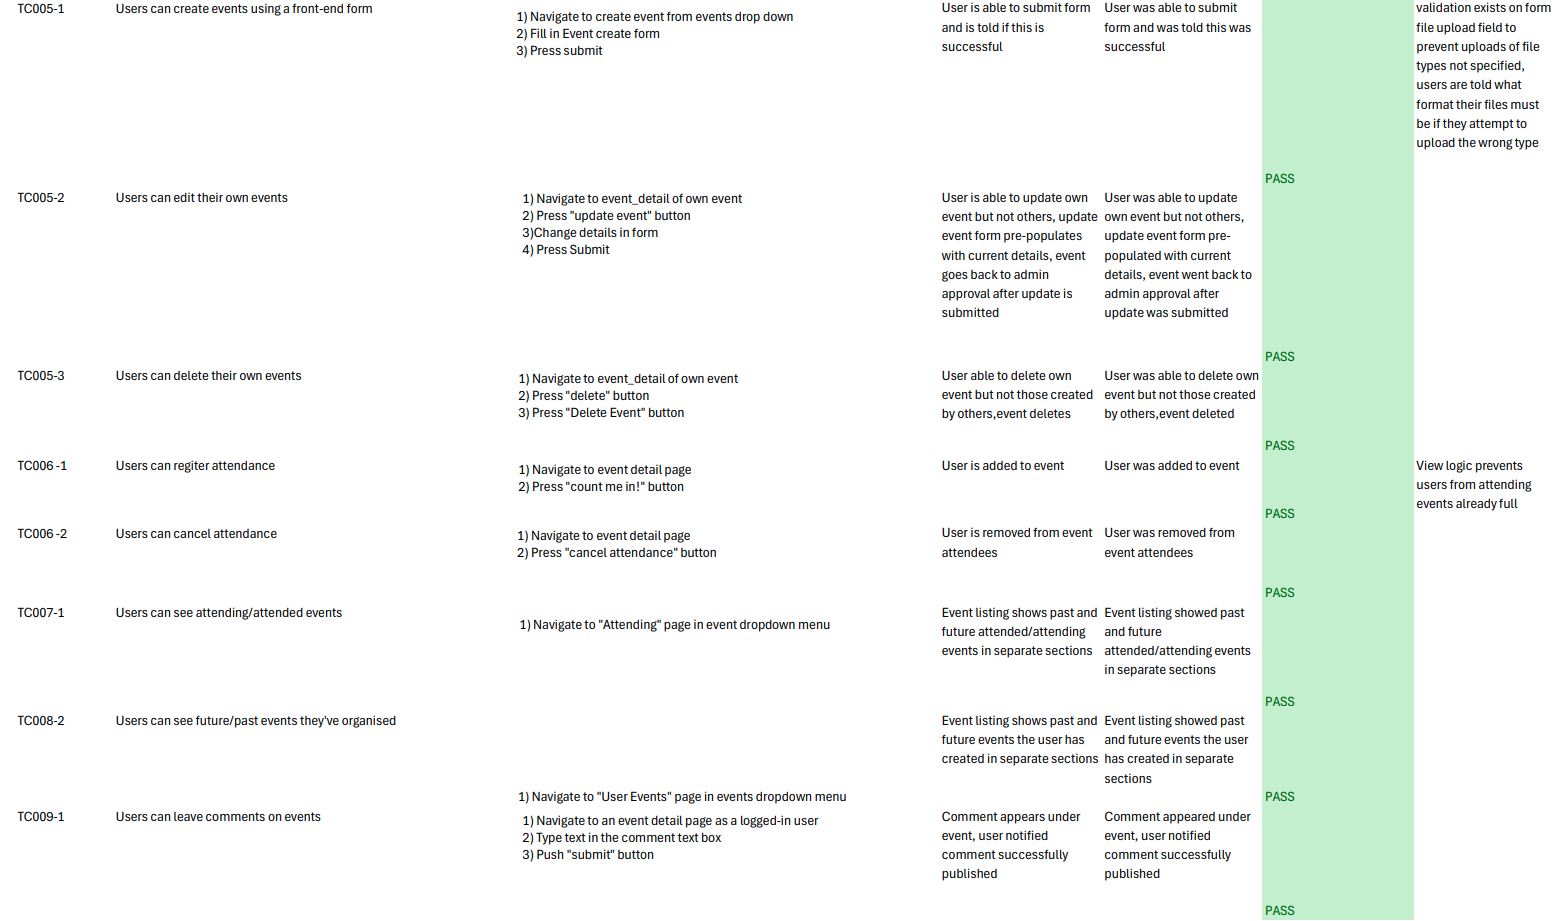 TC005-1
Users can create events using a front-end form
1) Navigate to create event from events drop down
2) Fill in Event create form
3) Press submit
User is able to submit form
and is told if this is
successful
User was able to submit
form and was told this was
successful
validation exists on form
file upload field to
prevent uploads of file
types not specified,
users are told what
format their files must
be if they attempt to
upload the wrong type
PASS
TC005-2
Users can edit their own events
1) Navigate to event_detail of own event
2) Press "update event" button
3)Change details in form
4) Press Submit
User is able to update own
event but not others, update
event form pre-populates
with current details, event
goes back to admin
approval after update is
submitted
User was able to update
own event but not others,
update event form pre-
populated with current
details, event went back to
admin approval after
update was submitted
PASS
TC005-3
Users can delete their own events
1) Navigate to event_detail of own event
2) Press "delete" button
3) Press "Delete Event" button
User able to delete own
event but not those created
by others,event deletes
User was able to delete own
event but not those created
by others,event deleted
PASS
TC006 -1
Users can regiter attendance
1) Navigate to event detail page
2) Press "count me in!" button
User is added to event
User was added to event
View logic prevents
users from attending
events already full
PASS
TC006 -2
Users can cancel attendance
1) Navigate to event detail page
2) Press "cancel attendance" button
User is removed from event
attendees
User was removed from
event attendees
PASS
TC007-1
Users can see attending/attended events
1) Navigate to "Attending" page in event dropdown menu
Event listing shows past and
future attended/attending
events in separate sections
Event listing showed past
and future
attended/attending events
in separate sections
PASS
TC008-2
Users can see future/past events they've organised
1) Navigate to "User Events" page in events dropdown menu
Event listing shows past and
future events the user has
created in separate sections
Event listing showed past
and future events the user
has created in separate
sections
PASS
TC009-1
Users can leave comments on events
1) Navigate to an event detail page as a logged-in user
2) Type text in the comment text box
3) Push "submit" button
Comment appears under
event, user notified
comment successfully
published
Comment appeared under
event, user notified
comment successfully
published
PASS